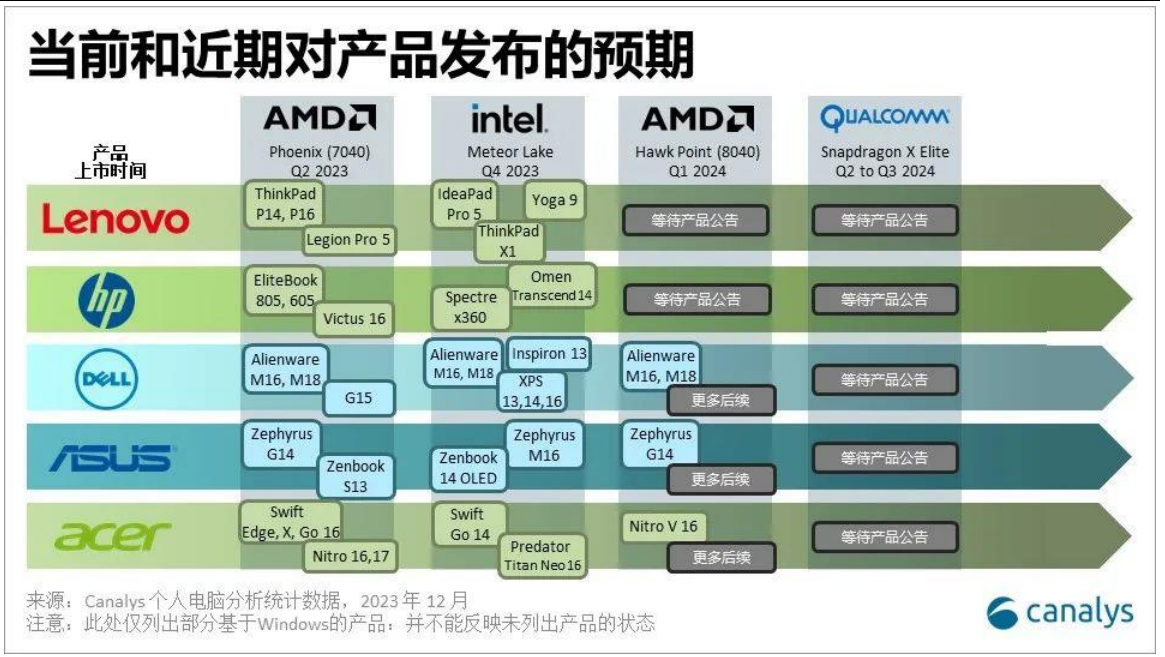 当前和近期对产品发布的预期
AMD
intel.
AMD
QUALCOMM
产品
上市时间
Phoenix (7040)
Q2 2023
Meteor Lake
Q4 2023
Hawk Point (8040)
Q1 2024
Snapdragon X Elite
Q2 to Q3 2024
Lenovo
ThinkPad
P14, P16
Legion Pro 5
IdeaPad
Pro 5
Yoga 9
ThinkPad
X1
等待产品公告
等待产品公告
hp
EliteBook
805, 605
Victus 16
Omen
Transcend 14
Spectre
x360
等待产品公告
等待产品公告
DELL
Alienware
M16, M18
G15
Alienware
M16, M18
Inspiron 13
XPS
13,14,16
Alienware
M16, M18
更多后续
等待产品公告
ASUS
Zephyrus
G14
Zenbook
S13
Zephyrus
M16
Zenbook
14 OLED
Zephyrus
G14
更多后续
等待产品公告
acer
Swift
Edge, X, Go 16
Nitro 16,17
Swift
Go 14
Predator
Titan Neo 16
Nitro V 16
更多后续
等待产品公告
来源：Canalys 个人电脑分析统计数据，2023 年 12 月
注意：此处仅列出部分基于Windows的产品：并不能反映未列出产品的状态
canalys